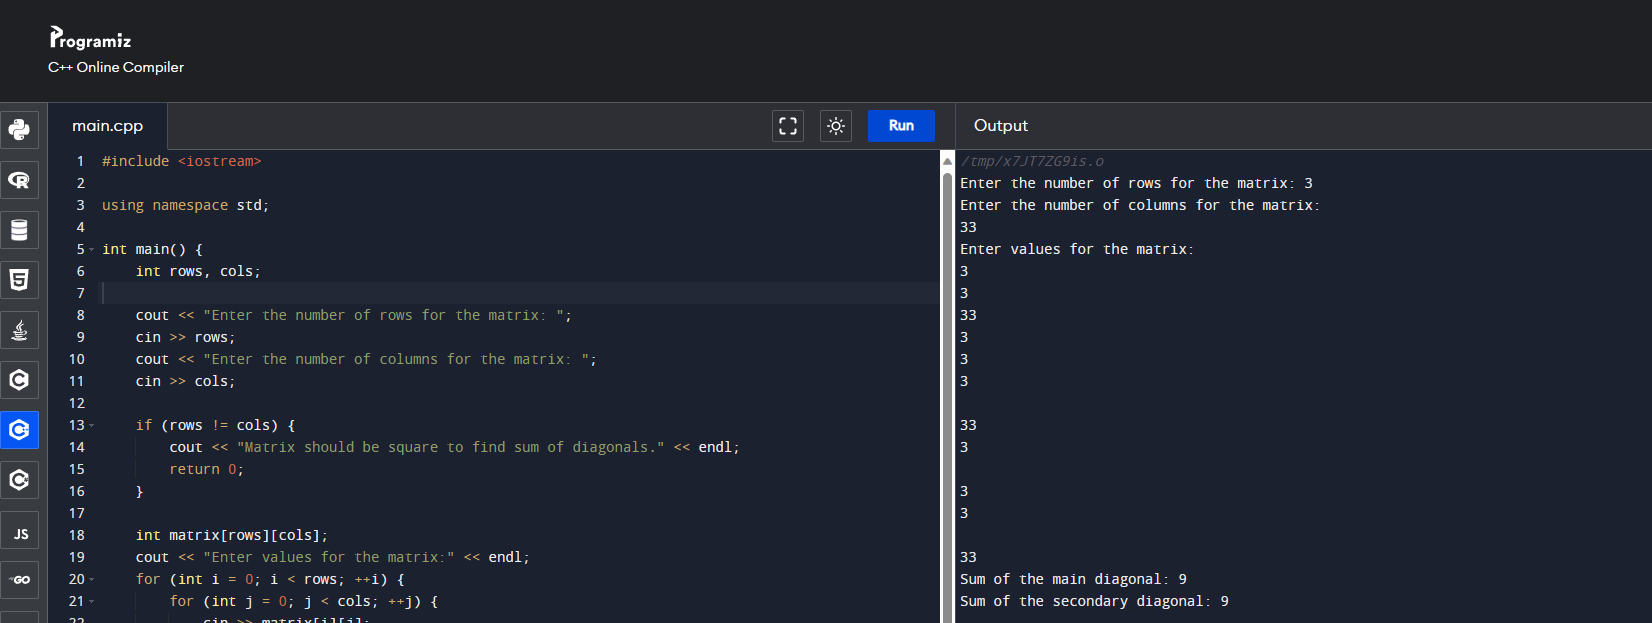 Programiz
C++ Online Compiler
main.cpp
Run
Output
1 #include <iostream>
2
3 using namespace std;
4
5 int main() {
6     int rows, cols;
7
8     cout << "Enter the number of rows for the matrix: ";
9     cin >> rows;
10     cout << "Enter the number of columns for the matrix: ";
11     cin >> cols;
12
13     if (rows != cols) {
14         cout << "Matrix should be square to find sum of diagonals." << endl;
15         return 0;
16     }
17
18     int matrix[rows][cols];
19     cout << "Enter values for the matrix:" << endl;
20     for (int i = 0; i < rows; ++i) {
21         for (int j = 0; j < cols; ++j) {
22             cin >> matrix[i][j];
/tmp/x7JT7ZG9is.o
Enter the number of rows for the matrix: 3
Enter the number of columns for the matrix:
33
Enter values for the matrix:
3
3
33
3
3
3
33
3
3
3
33
Sum of the main diagonal: 9
Sum of the secondary diagonal: 9
R
5
C
C+
C
JS
GO